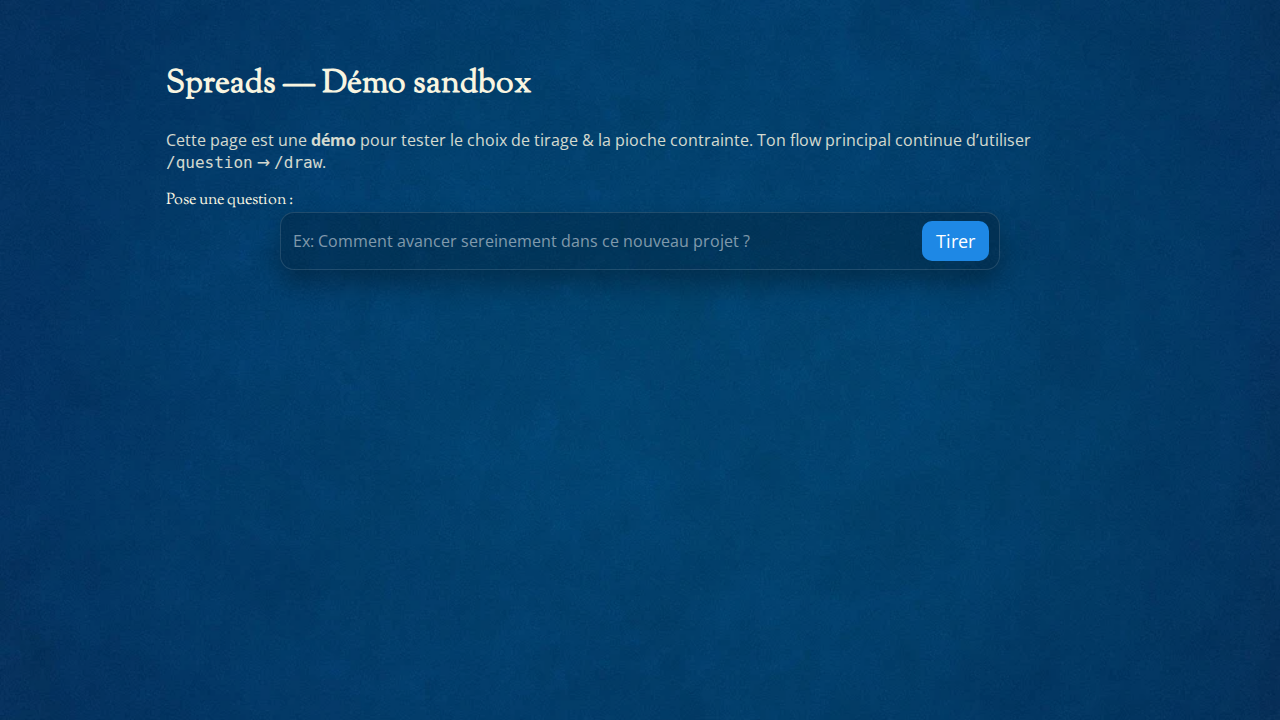 Spreads — Démo sandbox
Cette page est une démo pour tester le choix de tirage & la pioche contrainte. Ton flow principal continue d’utiliser
/question → /draw.
Pose une question :
Ex: Comment avancer sereinement dans ce nouveau projet ?
Tirer